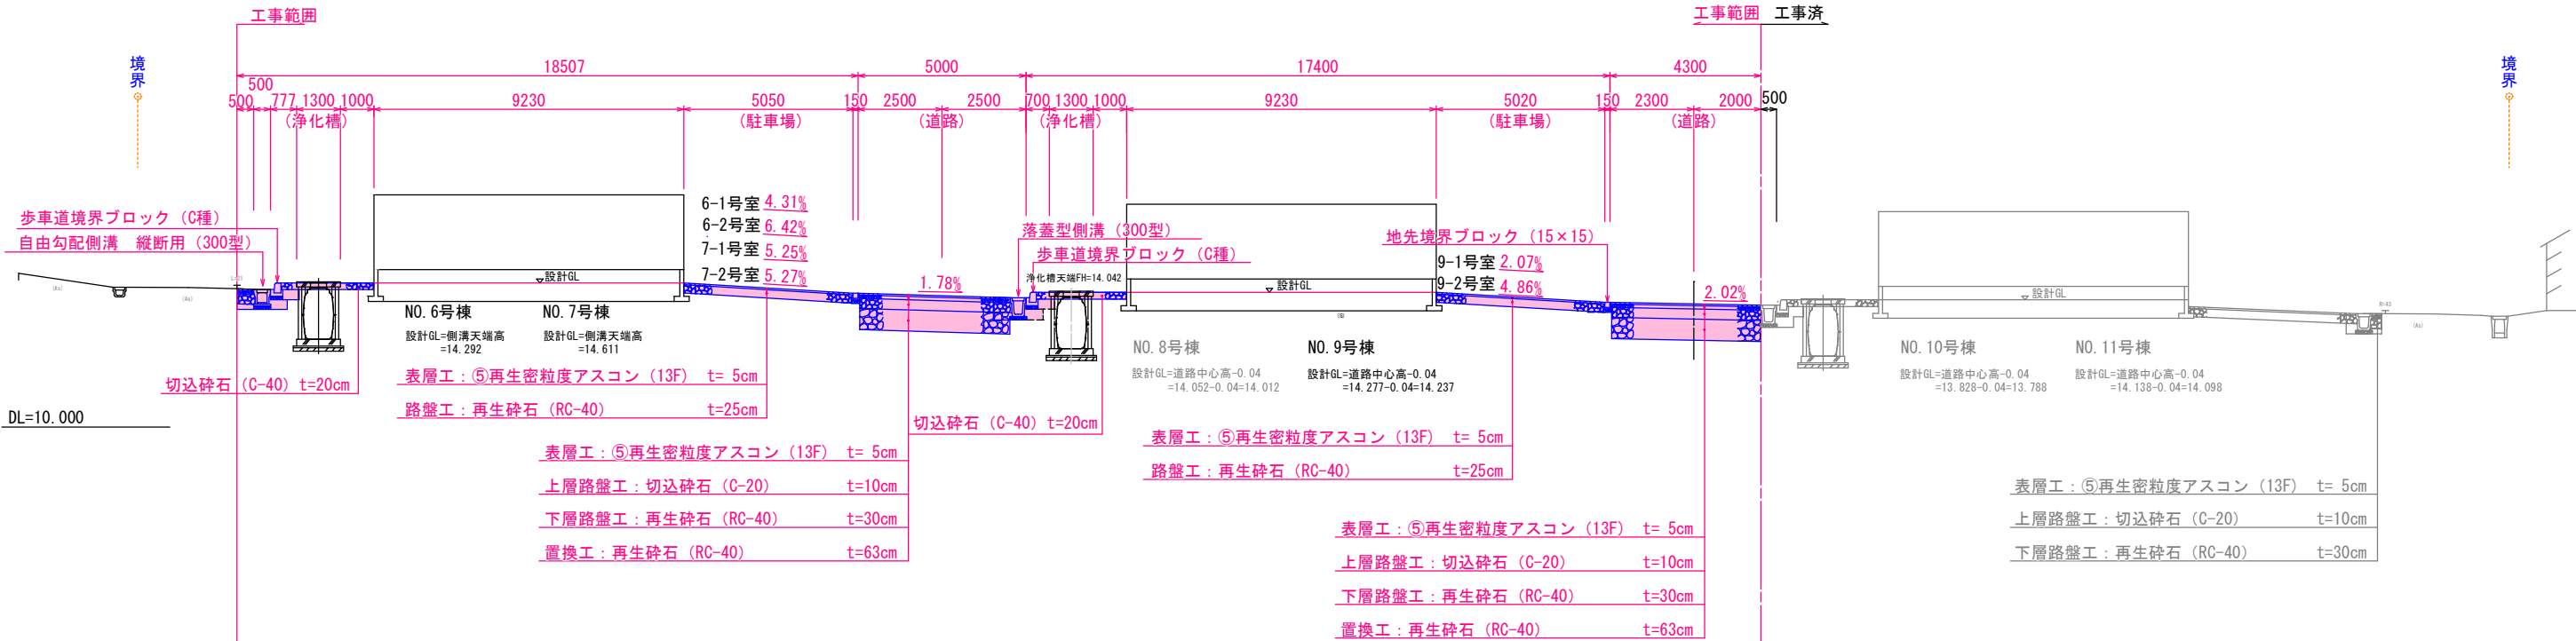 工事範囲
工事範囲 工事済
境界
境界
18507
5000
17400
4300
500
500
777
1300
1000
9230
5050
150
2500
2500
700
1300
1000
9230
5020
150
2300
2000
500
(浄化槽)
(駐車場)
(道路)
(浄化槽)
(駐車場)
(道路)
歩車道境界ブロック (C種)
自由勾配側溝 縦断用 (300型)
6-1号室 4.31%
6-2号室 6.42%
7-1号室 5.25%
7-2号室 5.27%
設計GL
1.78%
落蓋型側溝 (300型)
歩車道境界ブロック (C種)
浄化槽天端FH=14.042
設計GL
地先境界ブロック (15×15)
9-1号室 2.07%
9-2号室 4.86%
2.02%
設計GL
(As)
(As)
(As)
NO.6号棟
設計GL=側溝天端高
=14.292
NO.7号棟
設計GL=側溝天端高
=14.611
NO.8号棟
設計GL=道路中心高-0.04
=14.052-0.04=14.012
NO.9号棟
設計GL=道路中心高-0.04
=14.277-0.04=14.237
NO.10号棟
設計GL=道路中心高-0.04
=13.828-0.04=13.788
NO.11号棟
設計GL=道路中心高-0.04
=14.138-0.04=14.098
切込砕石 (C-40) t=20cm
DL=10.000
表層工:⑤再生密粒度アスコン (13F) t= 5cm
路盤工:再生砕石 (RC-40) t=25cm
表層工:⑤再生密粒度アスコン (13F) t= 5cm
上層路盤工:切込砕石 (C-20) t=10cm
下層路盤工:再生砕石 (RC-40) t=30cm
置換工:再生砕石 (RC-40) t=63cm
切込砕石 (C-40) t=20cm
表層工:⑤再生密粒度アスコン (13F) t= 5cm
路盤工:再生砕石 (RC-40) t=25cm
表層工:⑤再生密粒度アスコン (13F) t= 5cm
上層路盤工:切込砕石 (C-20) t=10cm
下層路盤工:再生砕石 (RC-40) t=30cm
置換工:再生砕石 (RC-40) t=63cm
表層工:⑤再生密粒度アスコン (13F) t= 5cm
上層路盤工:切込砕石 (C-20) t=10cm
下層路盤工:再生砕石 (RC-40) t=30cm